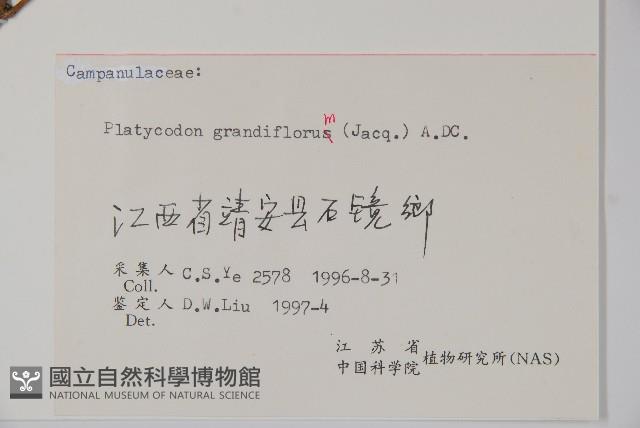 Campanulaceae:
m
Platycodon grandiflorus (Jacq.) A.DC.
江西省靖安县石镜鄉
采集人 C.S.Ye 2578 1996-8-31
Coll.
鉴定人 D.W.Liu 1997-4
Det.
江苏省
中国科学院 植物研究所(NAS)
國立自然科學博物館
NATIONAL MUSEUM OF NATURAL SCIENCE